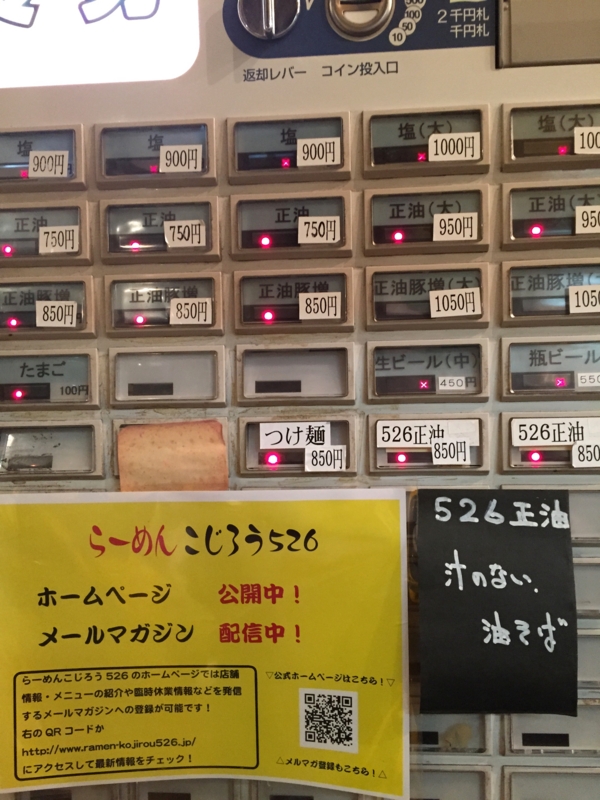 500
100
50
10
2千円札
千円札
返却レバー コイン投入口
塩 900円
塩 900円
塩 900円
塩(大) 1000円
塩(大)
正油 750円
正油 750円
正油 750円
正油(大) 950円
正油(大) 950
正油豚増 850円
正油豚増 850円
正油豚増 850円
正油豚増(大) 1050円
正油豚増(大) 1050
たまご 100円
生ビール(中) 450円
瓶ビール 550
つけ麺 850円
526正油 850円
526正油 850
らーめんこじろう526
ホームページ 公開中!
メールマガジン 配信中!
らーめんこじろう526のホームページでは店舗
情報・メニューの紹介や臨時休業情報などを発信
するメールマガジンへの登録が可能です!
右のQRコードか
http://www.ramen-kojirou526.jp/
にアクセスして最新情報をチェック!
▽公式ホームページはこちら!▽
△メルマガ登録もこちら!△
526正油
汁のない.
油そば